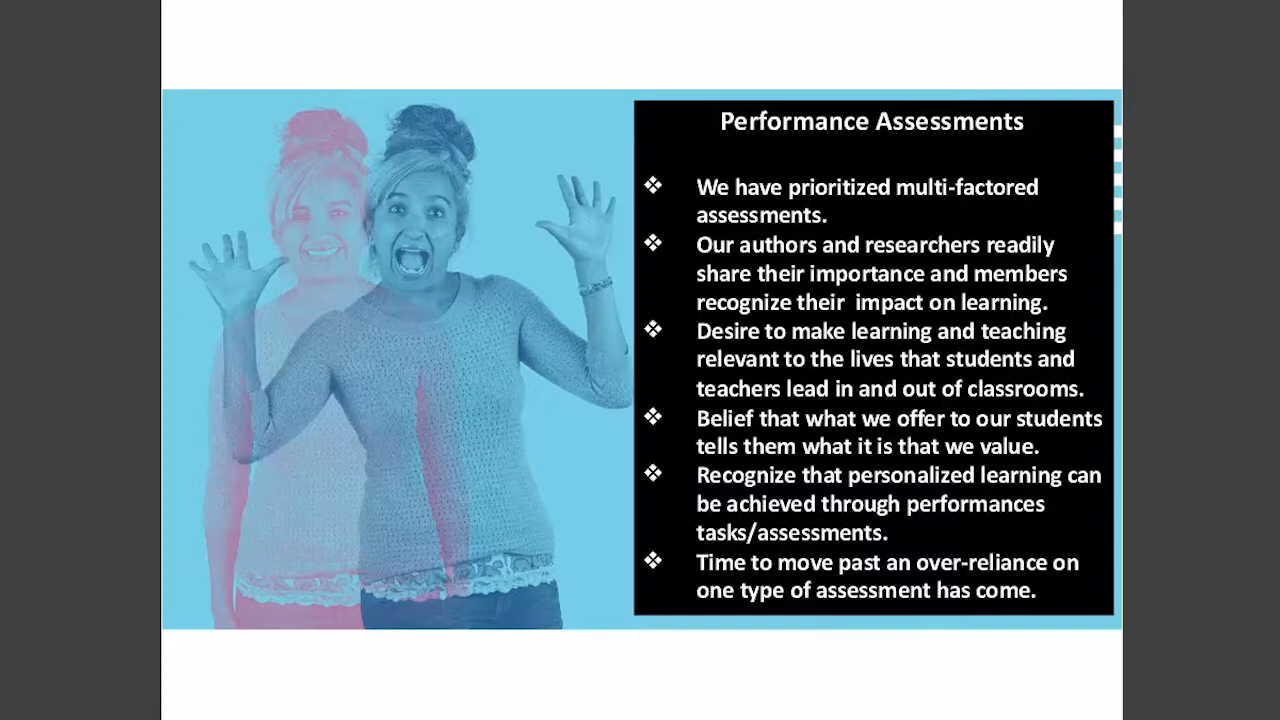 Performance Assessments
❖ We have prioritized multi-factored
assessments.
❖ Our authors and researchers readily
share their importance and members
recognize their  impact on learning.
❖ Desire to make learning and teaching
relevant to the lives that students and
teachers lead in and out of classrooms.
❖ Belief that what we offer to our students
tells them what it is that we value.
❖ Recognize that personalized learning can
be achieved through performances
tasks/assessments.
❖ Time to move past an over-reliance on
one type of assessment has come.